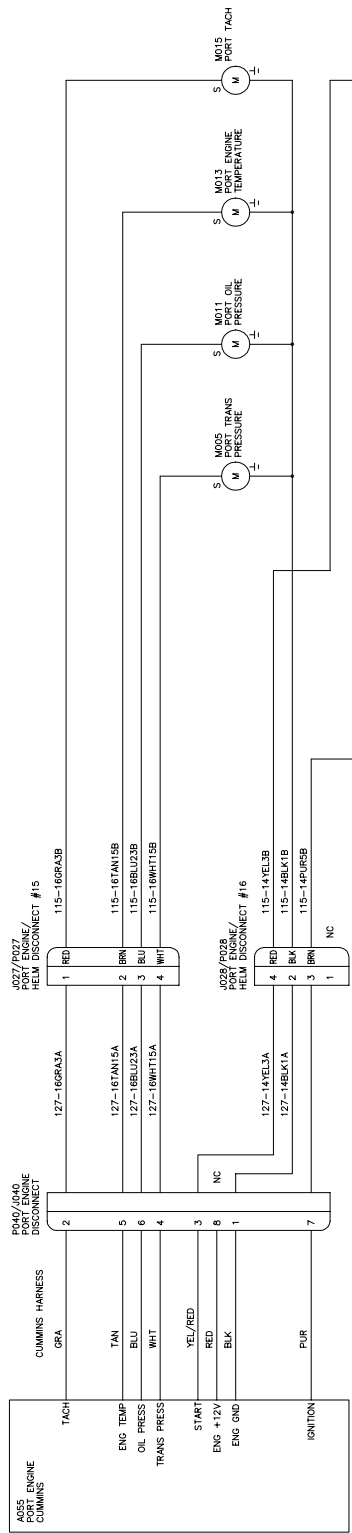 A055
PORT ENGINE
CUMMINS
TACH
ENG TEMP
OIL PRESS
TRANS PRESS
START
ENG +12V
ENG GND
IGNITION
CUMMINS HARNESS
GRA
TAN
BLU
WHT
YEL/RED
RED
BLK
PUR
P040/J040
PORT ENGINE
DISCONNECT
2
5
6
4
3
8
1
7
NC
127-16GRA3A
127-16TAN15A
127-16BLU23A
127-16WHT15A
127-14YEL3A
127-14BLK1A
J027/P027
PORT ENGINE/
HELM DISCONNECT #15
1 RED
2 BRN
3 BLU
4 WHT
J028/P028
PORT ENGINE/
HELM DISCONNECT #16
4 RED
2 BLK
3 BRN
1
NC
115-16GRA3B
115-16TAN15B
115-16BLU23B
115-16WHT15B
115-14YEL3B
115-14BLK1B
115-14PUR5B
M005
PORT TRANS
PRESSURE
S
M
M011
PORT OIL
PRESSURE
S
M
M013
PORT ENGINE
TEMPERATURE
S
M
M015
PORT TACH
S
M